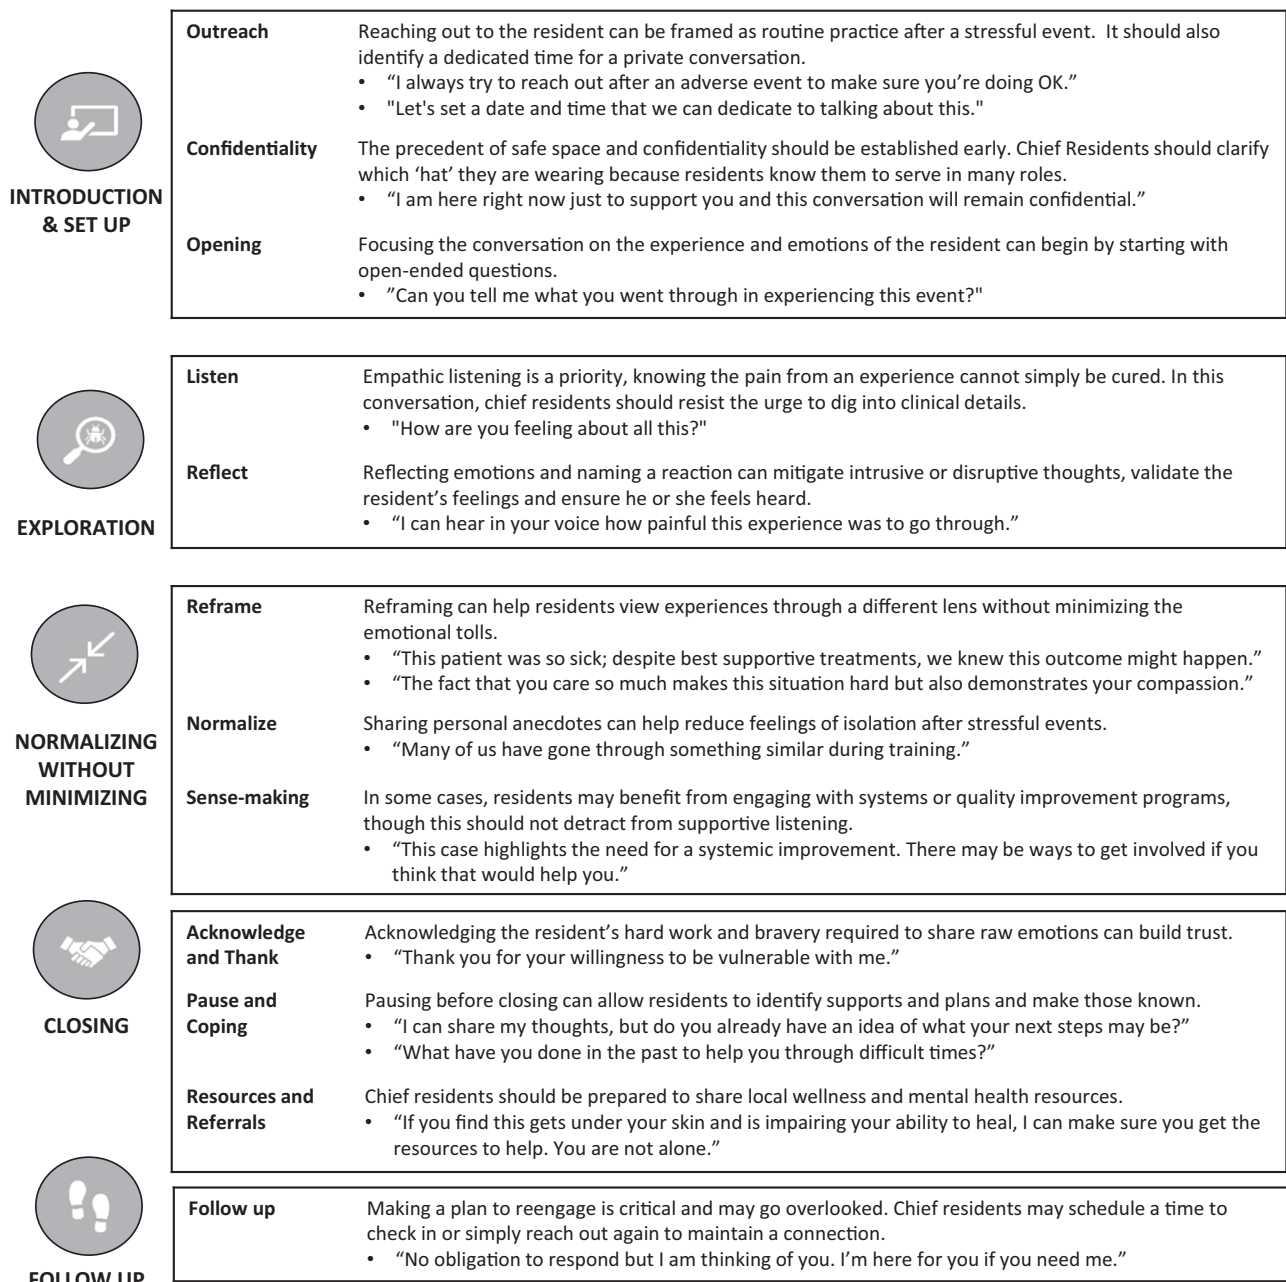 Outreach Reaching out to the resident can be framed as routine practice after a stressful event.  It should also
identify a dedicated time for a private conversation.
• “I always try to reach out after an adverse event to make sure you’re doing OK.”
• "Let's set a date and time that we can dedicate to talking about this."
Confidentiality The precedent of safe space and confidentiality should be established early. Chief Residents should clarify
which ‘hat’ they are wearing because residents know them to serve in many roles.
• “I am here right now just to support you and this conversation will remain confidential.”
Opening Focusing the conversation on the experience and emotions of the resident can begin by starting with
open-ended questions.
• ”Can you tell me what you went through in experiencing this event?"
INTRODUCTION
& SET UP
Listen Empathic listening is a priority, knowing the pain from an experience cannot simply be cured. In this
conversation, chief residents should resist the urge to dig into clinical details.
• "How are you feeling about all this?"
Reflect Reflecting emotions and naming a reaction can mitigate intrusive or disruptive thoughts, validate the
resident’s feelings and ensure he or she feels heard.
• “I can hear in your voice how painful this experience was to go through.”
EXPLORATION
Reframe Reframing can help residents view experiences through a different lens without minimizing the
emotional tolls.
• “This patient was so sick; despite best supportive treatments, we knew this outcome might happen.”
• “The fact that you care so much makes this situation hard but also demonstrates your compassion.”
Normalize Sharing personal anecdotes can help reduce feelings of isolation after stressful events.
• “Many of us have gone through something similar during training.”
Sense-making In some cases, residents may benefit from engaging with systems or quality improvement programs,
though this should not detract from supportive listening.
• “This case highlights the need for a systemic improvement. There may be ways to get involved if you
think that would help you.”
NORMALIZING
WITHOUT
MINIMIZING
Acknowledge
and Thank
Acknowledging the resident’s hard work and bravery required to share raw emotions can build trust.
• “Thank you for your willingness to be vulnerable with me.”
Pause and
Coping
Pausing before closing can allow residents to identify supports and plans and make those known.
• “I can share my thoughts, but do you already have an idea of what your next steps may be?”
• “What have you done in the past to help you through difficult times?”
Resources and
Referrals
Chief residents should be prepared to share local wellness and mental health resources.
• “If you find this gets under your skin and is impairing your ability to heal, I can make sure you get the
resources to help. You are not alone.”
CLOSING
Follow up Making a plan to reengage is critical and may go overlooked. Chief residents may schedule a time to
check in or simply reach out again to maintain a connection.
• “No obligation to respond but I am thinking of you. I’m here for you if you need me.”
FOLLOW UP